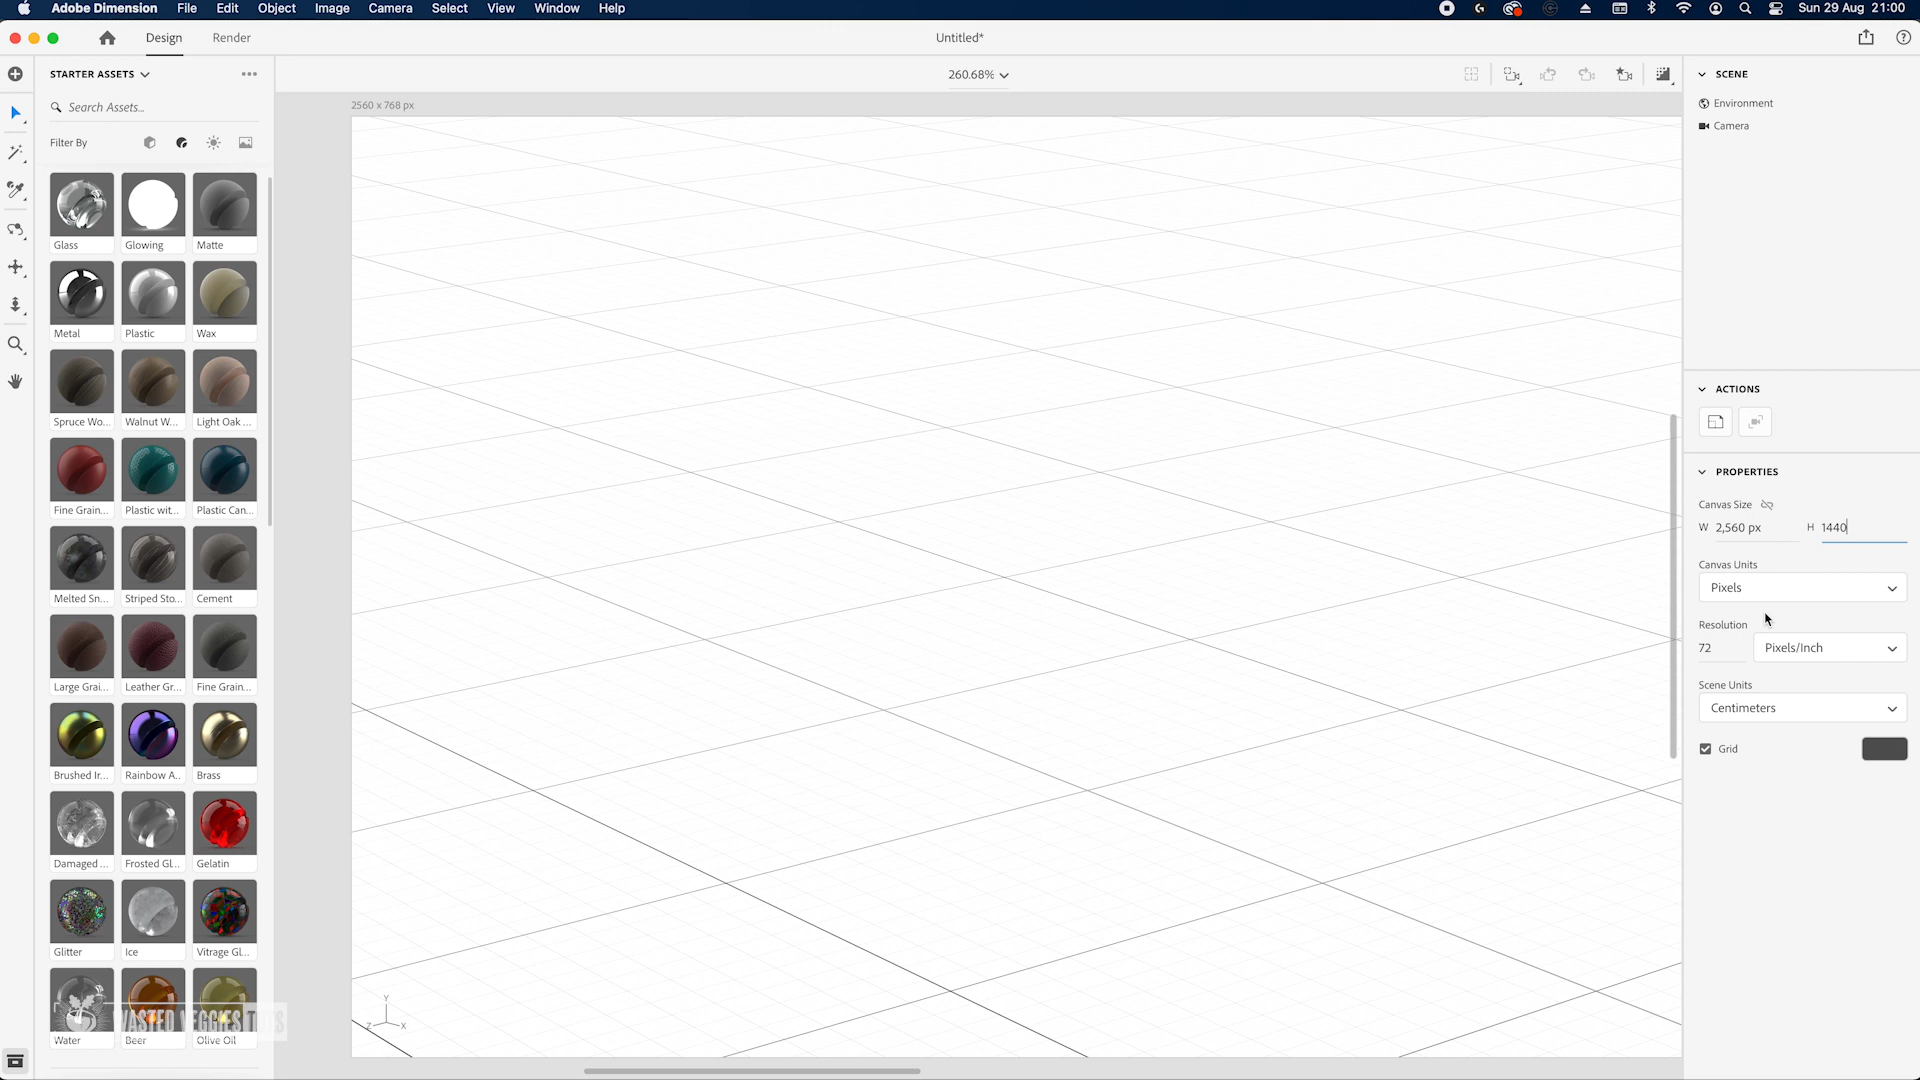 Adobe Dimension File Edit Object Image Camera Select View Window Help
Sun 29 Aug 21:00
Design Render
Untitled*
STARTER ASSETS
Search Assets...
Filter By
Glass Glowing Matte
Metal Plastic Wax
Spruce Wo... Walnut W... Light Oak ...
Fine Grain... Plastic wit... Plastic Can...
Melted Sn... Striped Sto... Cement
Large Grai... Leather Gr... Fine Grain...
Brushed Ir... Rainbow A... Brass
Damaged ... Frosted Gl... Gelatin
Glitter Ice Vitrage Gl...
WASTED VEGGIES TUTS
Water Beer Olive Oil
260.68%
2560 x 768 px
Y
Z X
SCENE
Environment
Camera
ACTIONS
PROPERTIES
Canvas Size
W 2,560 px H 1440
Canvas Units
Pixels
Resolution
72 Pixels/Inch
Scene Units
Centimeters
Grid